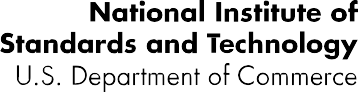 National Institute of
Standards and Technology
U.S. Department of Commerce